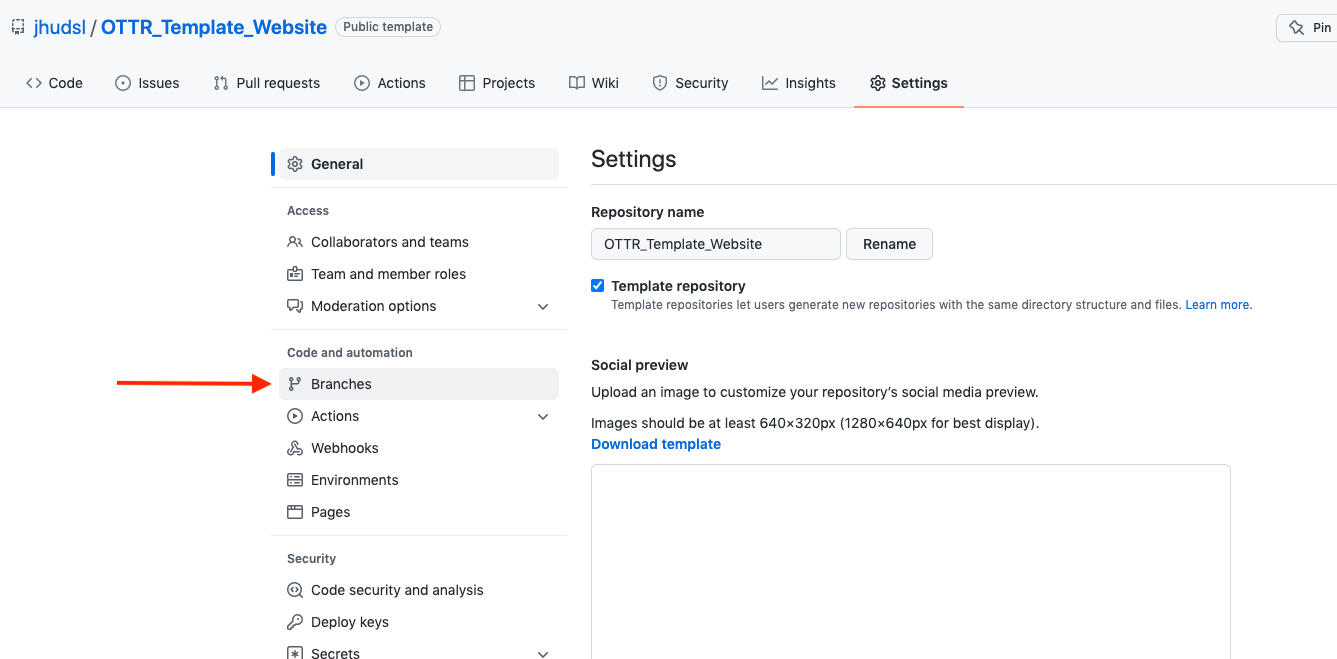 jhudsl / OTTR_Template_Website Public template
Pin
Code Issues Pull requests Actions Projects Wiki Security Insights Settings
General
Access
Collaborators and teams
Team and member roles
Moderation options
Code and automation
Branches
Actions
Webhooks
Environments
Pages
Security
Code security and analysis
Deploy keys
Secrets
Settings
Repository name
OTTR_Template_Website Rename
Template repository
Template repositories let users generate new repositories with the same directory structure and files. Learn more.
Social preview
Upload an image to customize your repository’s social media preview.
Images should be at least 640×320px (1280×640px for best display).
Download template